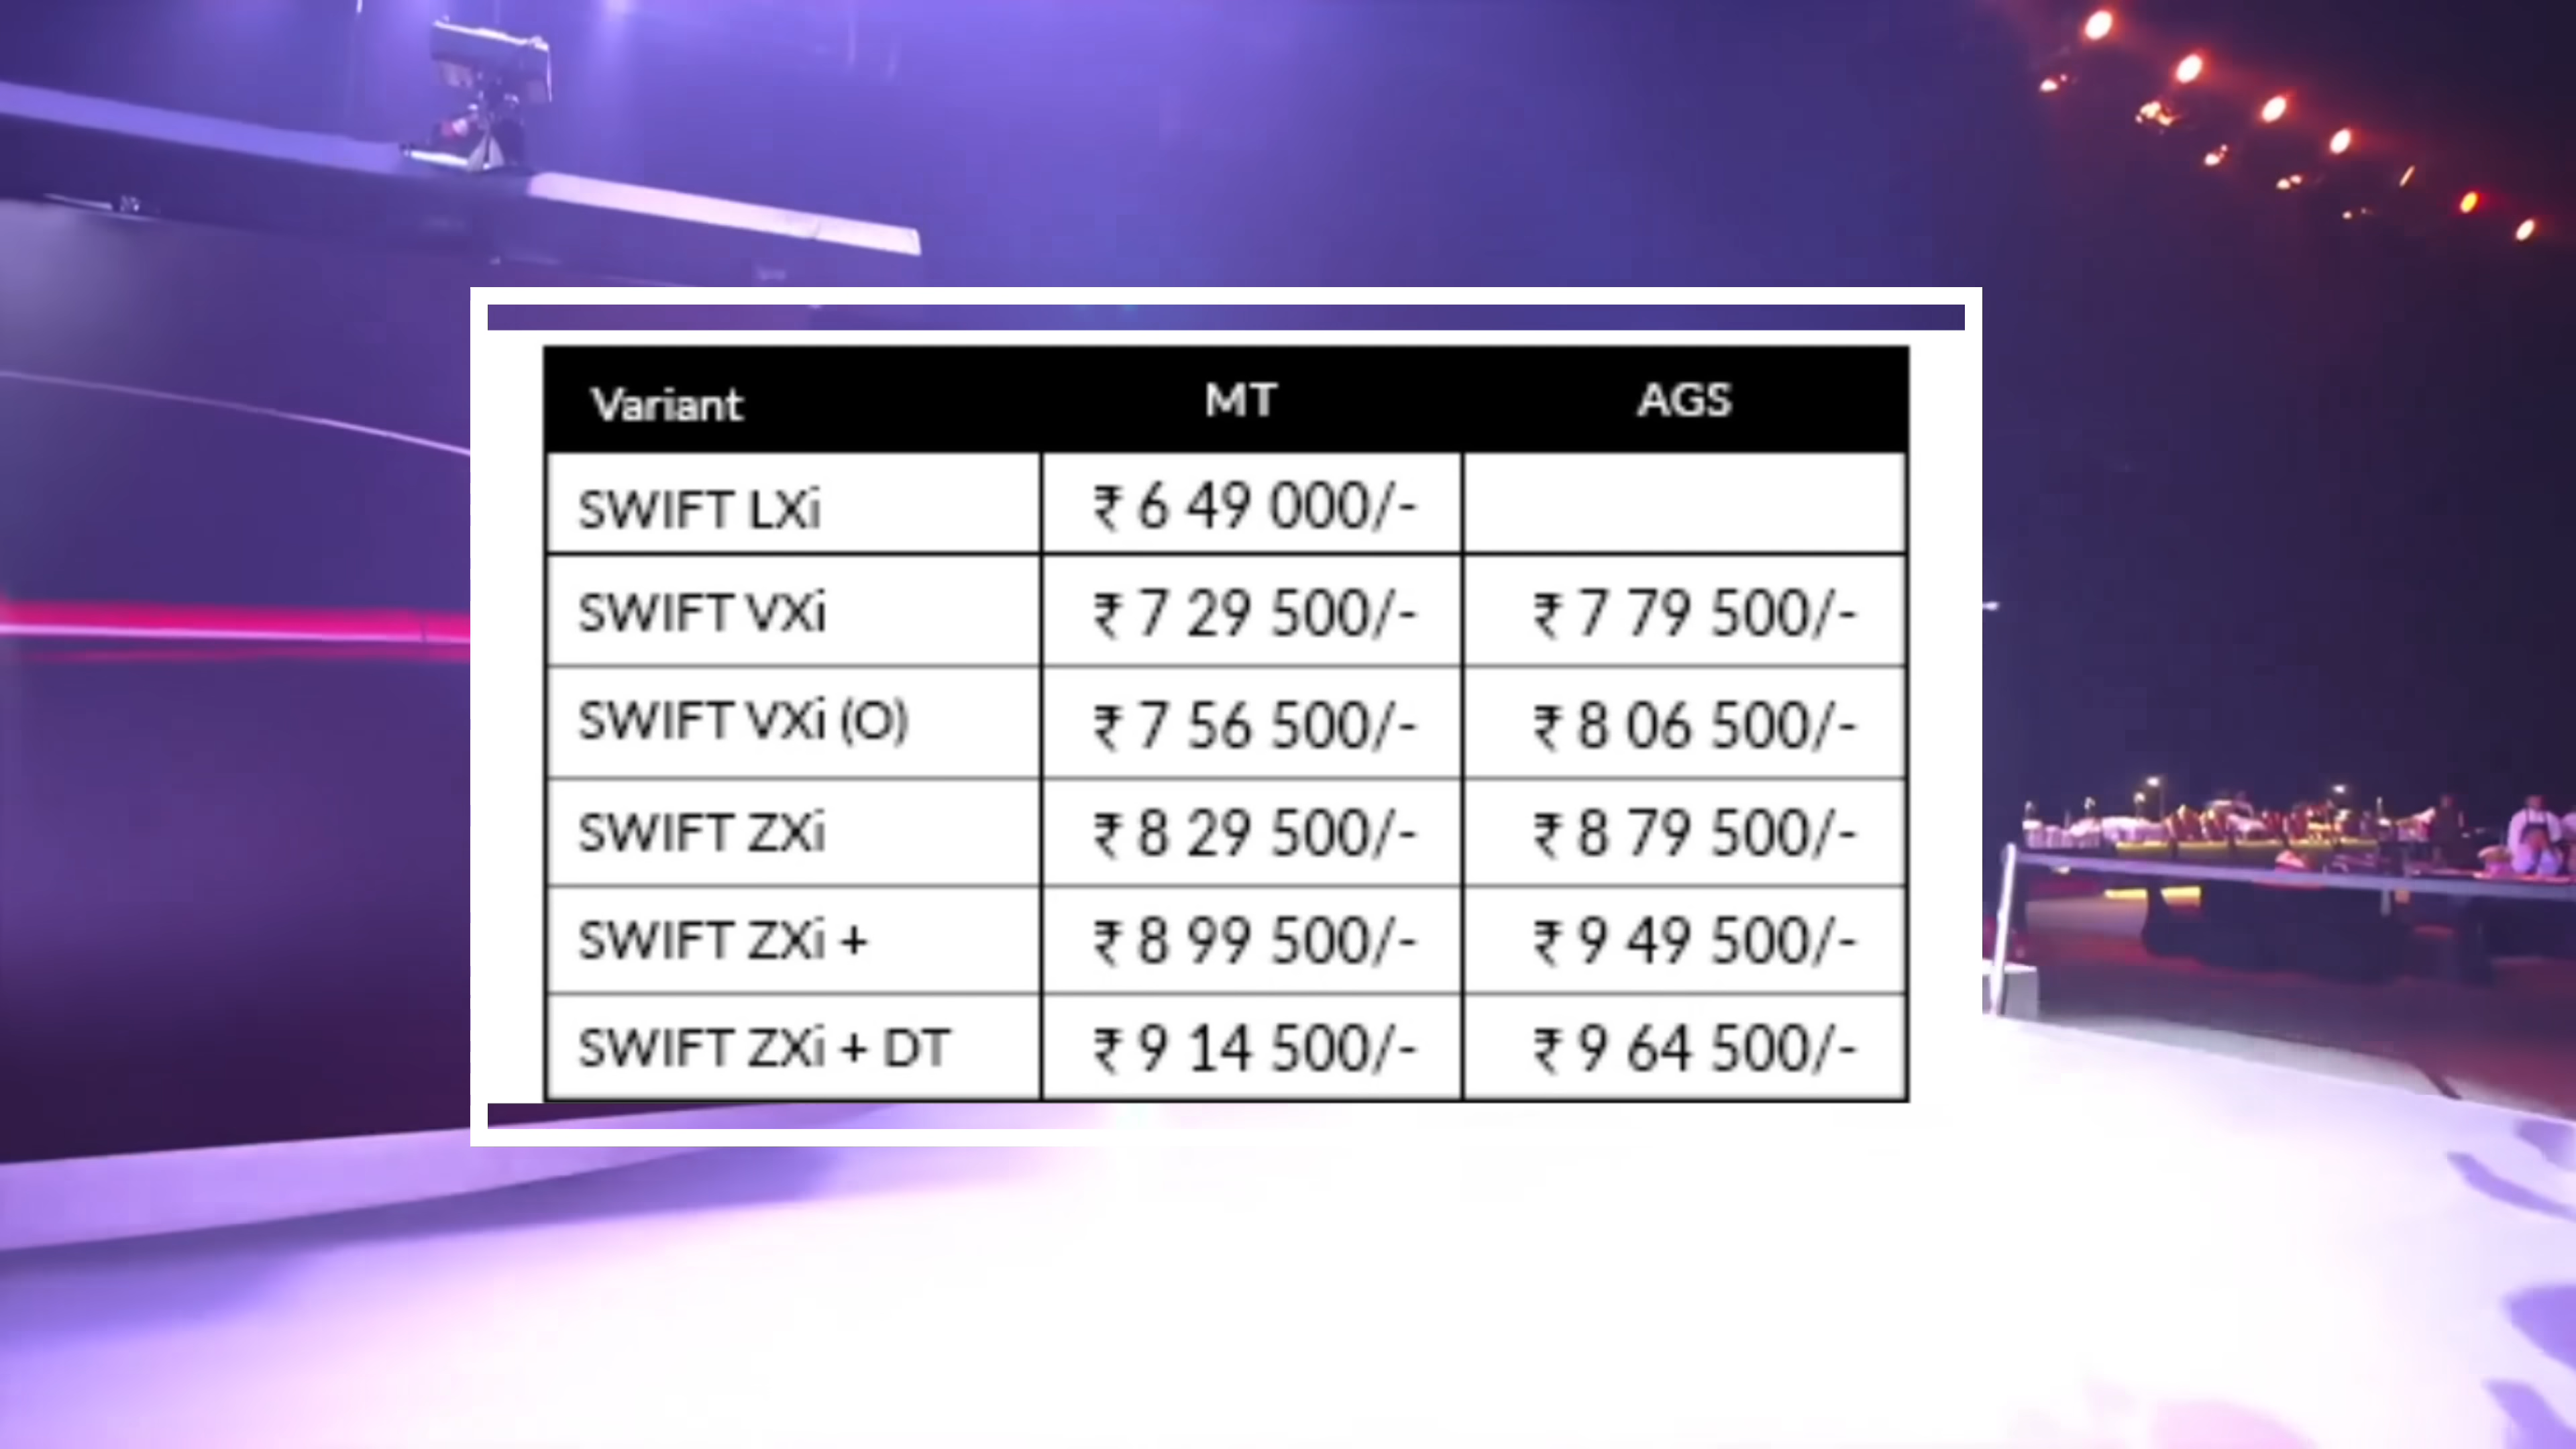 Variant MT AGS
SWIFT LXi ₹ 6 49 000/-
SWIFT VXi ₹ 7 29 500/- ₹ 7 79 500/-
SWIFT VXi (O) ₹ 7 56 500/- ₹ 8 06 500/-
SWIFT ZXi ₹ 8 29 500/- ₹ 8 79 500/-
SWIFT ZXi + ₹ 8 99 500/- ₹ 9 49 500/-
SWIFT ZXi + DT ₹ 9 14 500/- ₹ 9 64 500/-